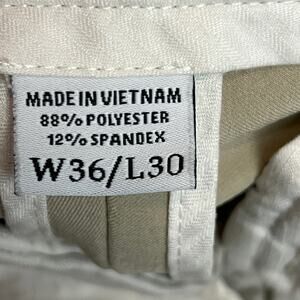 MADE IN VIETNAM
88% POLYESTER
12% SPANDEX
W36/L30